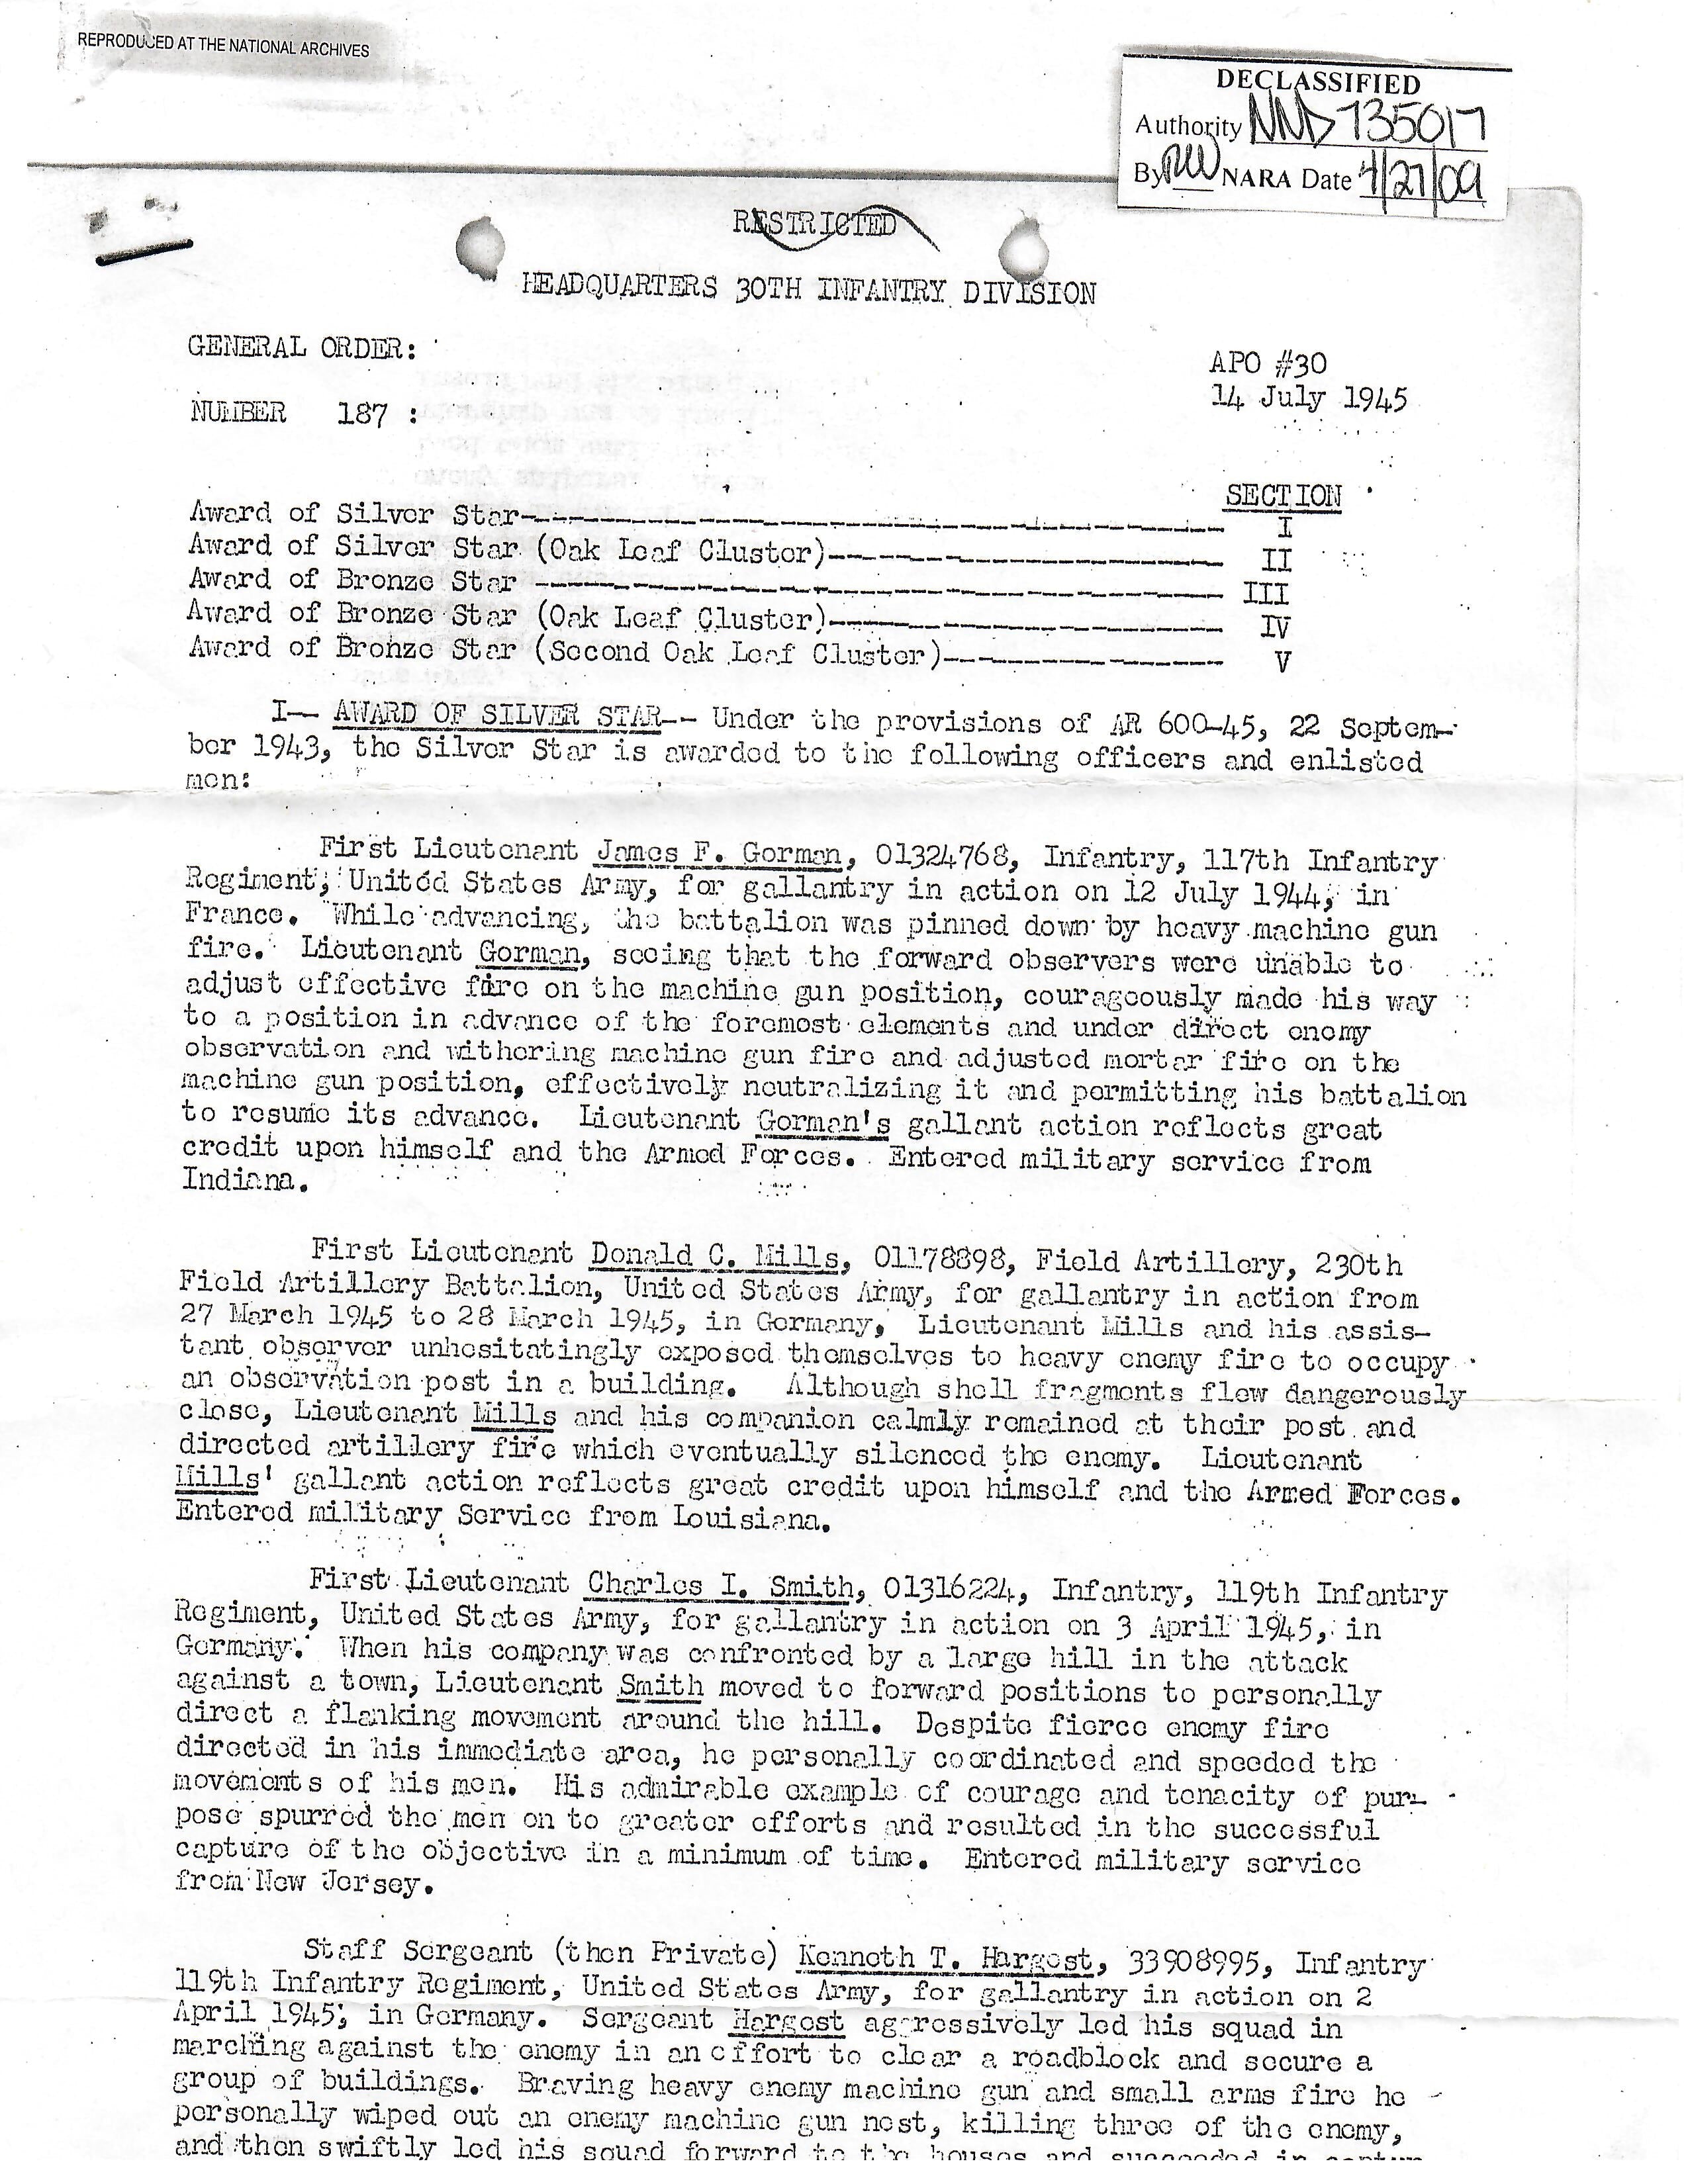 REPRODUCED AT THE NATIONAL ARCHIVES
DECLASSIFIED
Authority NND 735017
By RW NARA Date 4/27/09
RESTRICTED
HEADQUARTERS 30TH INFANTRY DIVISION
GENERAL ORDER:
APO #30
14 July 1945
NUMBER 187 :
SECTION
Award of Silver Star------------------------------------------ I
Award of Silver Star (Oak Leaf Cluster)------------------------ II
Award of Bronze Star ------------------------------------------ III
Award of Bronze Star (Oak Leaf Cluster)------------------------ IV
Award of Bronze Star (Second Oak Leaf Cluster)----------------- V
I-- AWARD OF SILVER STAR-- Under the provisions of AR 600-45, 22 Septem-
ber 1943, the Silver Star is awarded to the following officers and enlisted
men:
First Lieutenant James F. Gorman, 01324768, Infantry, 117th Infantry
Regiment, United States Army, for gallantry in action on 12 July 1944, in
France. While advancing, the battalion was pinned down by heavy machine gun
fire. Lieutenant Gorman, seeing that the forward observers were unable to
adjust effective fire on the machine gun position, courageously made his way
to a position in advance of the foremost elements and under direct enemy
observation and withering machine gun fire and adjusted mortar fire on the
machine gun position, effectively neutralizing it and permitting his battalion
to resume its advance. Lieutenant Gorman's gallant action reflects great
credit upon himself and the Armed Forces. Entered military service from
Indiana.
First Lieutenant Donald C. Mills, 01178898, Field Artillery, 230th
Field Artillery Battalion, United States Army, for gallantry in action from
27 March 1945 to 28 March 1945, in Germany, Lieutenant Mills and his assis-
tant observer unhesitatingly exposed themselves to heavy enemy fire to occupy
an observation post in a building. Although shell fragments flew dangerously
close, Lieutenant Mills and his companion calmly remained at their post and
directed artillery fire which eventually silenced the enemy. Lieutenant
Mills' gallant action reflects great credit upon himself and the Armed Forces.
Entered military Service from Louisiana.
First Lieutenant Charles I. Smith, 01316224, Infantry, 119th Infantry
Regiment, United States Army, for gallantry in action on 3 April 1945, in
Germany. When his company was confronted by a large hill in the attack
against a town, Lieutenant Smith moved to forward positions to personally
direct a flanking movement around the hill. Despite fierce enemy fire
directed in his immediate area, he personally coordinated and speeded the
movements of his men. His admirable example of courage and tenacity of pur-
pose spurred the men on to greater efforts and resulted in the successful
capture of the objective in a minimum of time. Entered military service
from New Jersey.
Staff Sergeant (then Private) Kenneth T. Hargest, 33908995, Infantry
119th Infantry Regiment, United States Army, for gallantry in action on 2
April 1945, in Germany. Sergeant Hargest aggressively led his squad in
marching against the enemy in an effort to clear a roadblock and secure a
group of buildings. Braving heavy enemy machine gun and small arms fire he
personally wiped out an enemy machine gun nest, killing three of the enemy,
and then swiftly led his squad forward to the houses and succeeded in captur